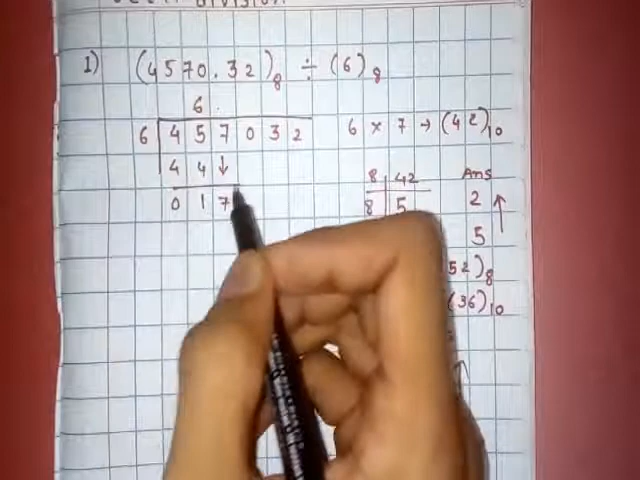 1) (4570.32)₈ ÷ (6)₈
6 .
6 4 5 7 0 3 2 6 x 7 → (42)₁₀
4 4 ↓ 8 42 Ans
0 1 7 8 5 2
5
52)₈
(36)₁₀